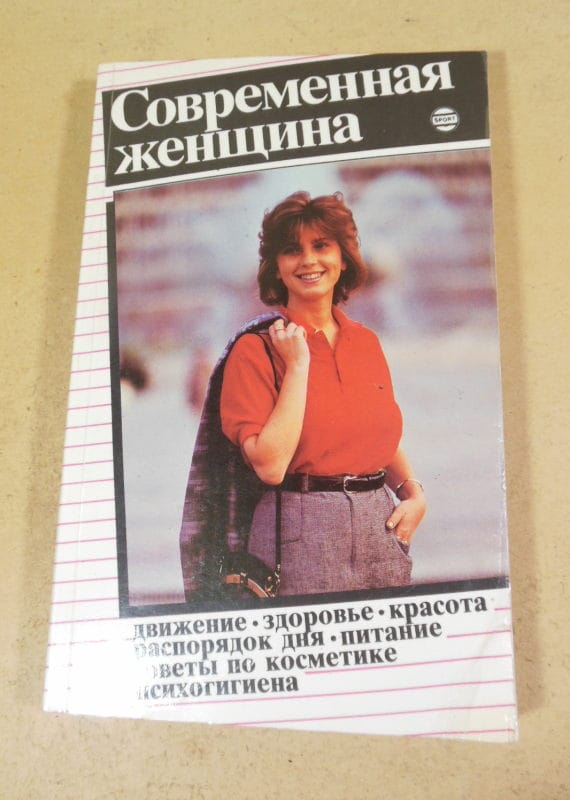 Современная
женщина
SPORT
движение · здоровье · красота
распорядок дня · питание
советы по косметике
психогигиена